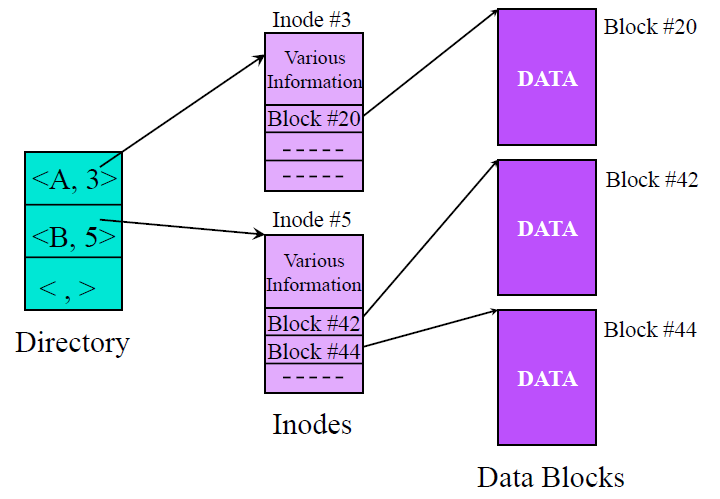 <A, 3>
<B, 5>
< , >
Directory
Inode #3
Various
Information
Block #20
- - - - -
- - - - -
Inode #5
Various
Information
Block #42
Block #44
- - - - -
Inodes
DATA
Block #20
DATA
Block #42
DATA
Block #44
Data Blocks